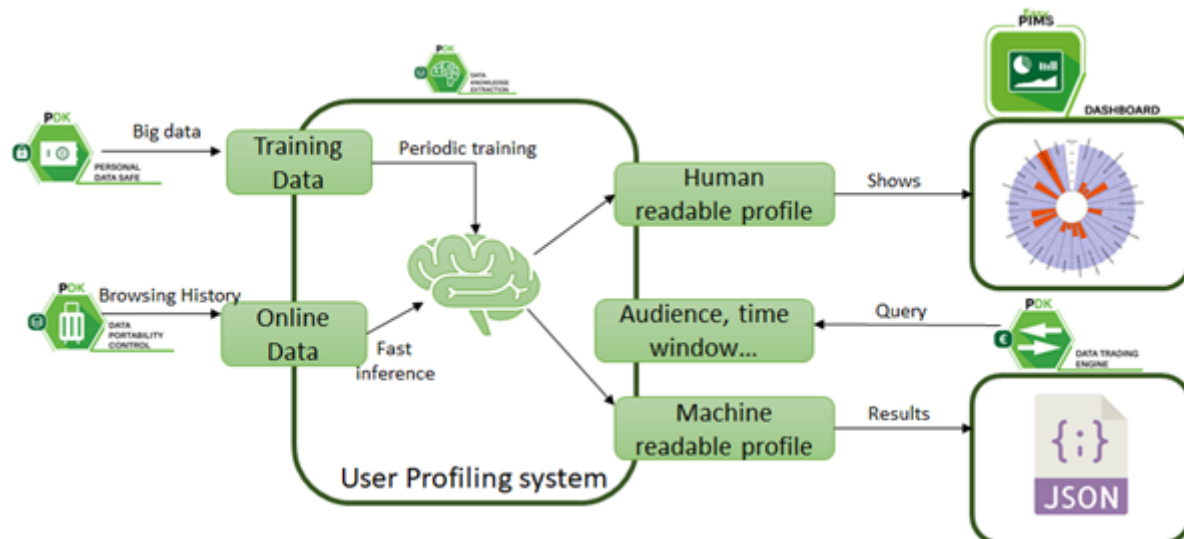 Easy
PIMS
DASHBOARD
PDK
DATA
KNOWLEDGE
EXTRACTION
PDK
PERSONAL
DATA SAFE
Big data
Training
Data
Periodic training
Human
readable profile
Shows
PDK
DATA
PORTABILITY
CONTROL
Browsing History
Online
Data
Fast
inference
Audience, time
window...
Query
PDK
€
DATA TRADING
ENGINE
Machine
readable profile
Results
{;}
JSON
User Profiling system